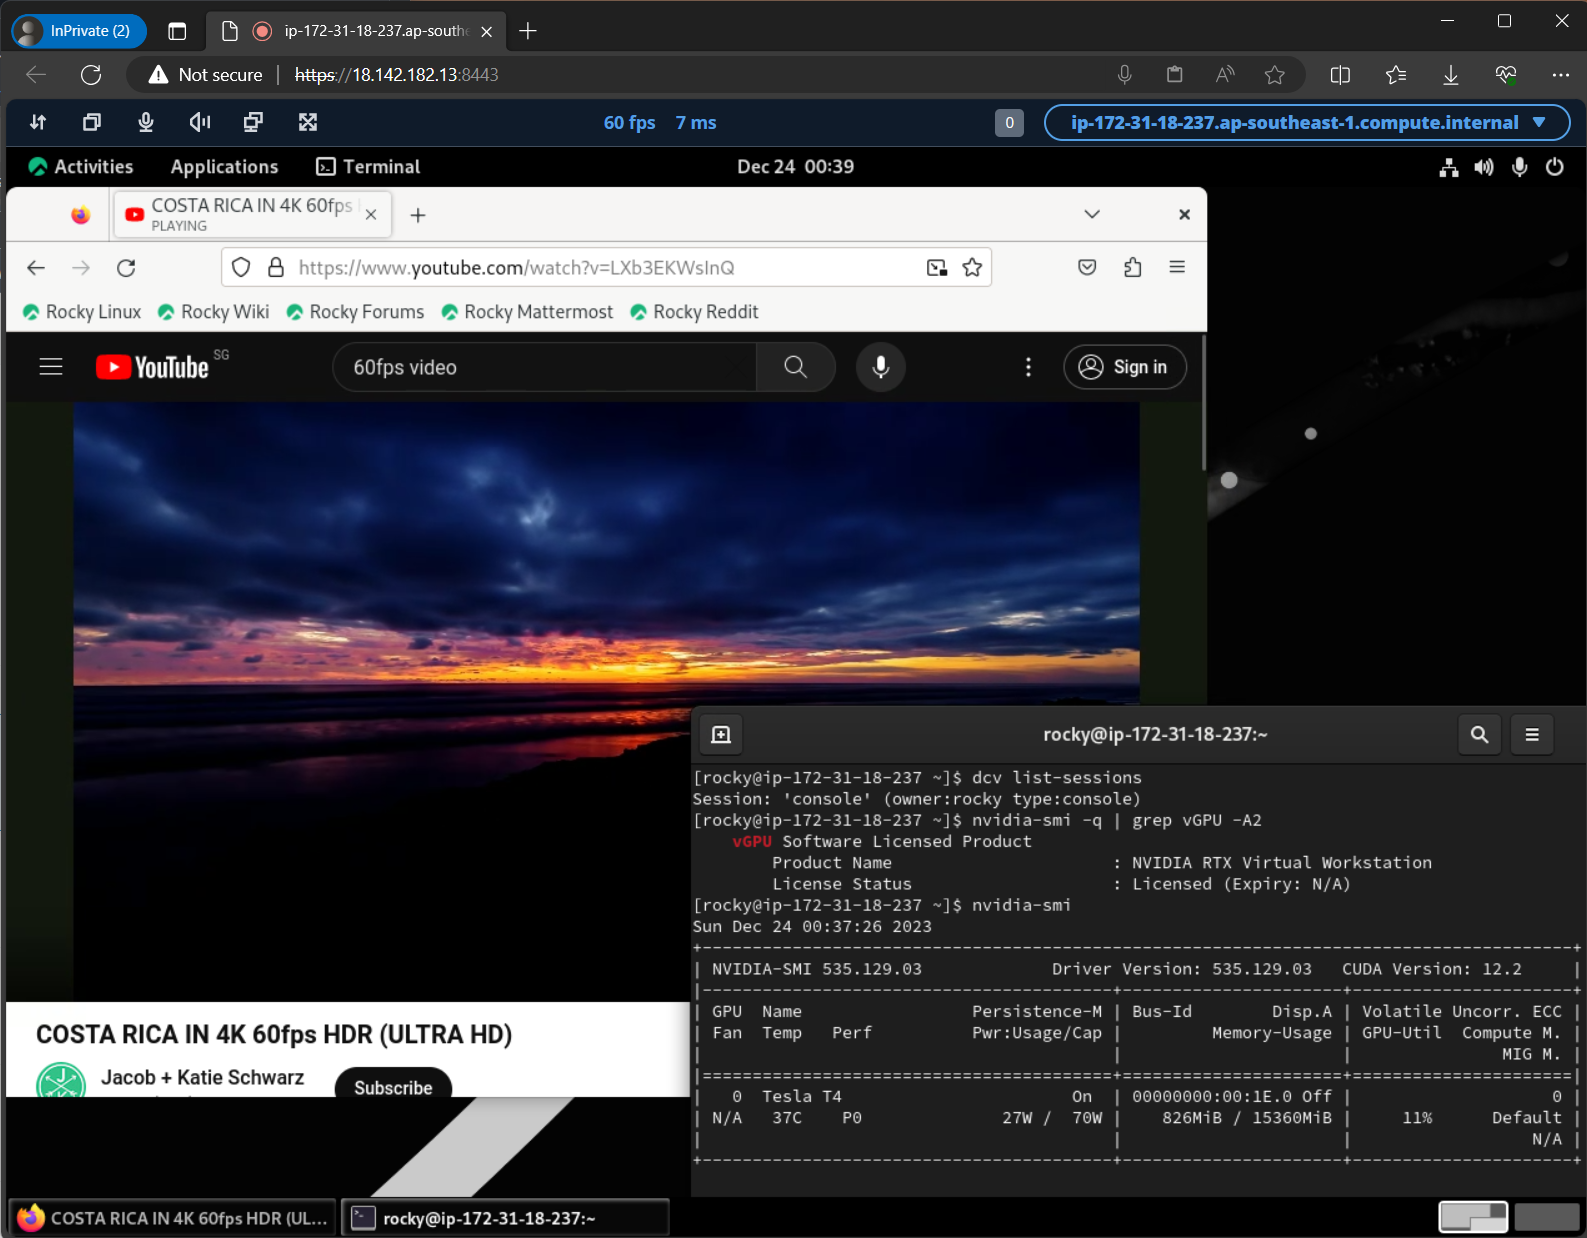 InPrivate (2)
ip-172-31-18-237.ap-south
Not secure
https://18.142.182.13:8443
60 fps 7 ms
0
ip-172-31-18-237.ap-southeast-1.compute.internal
Activities Applications Terminal
Dec 24 00:39
COSTA RICA IN 4K 60fps
PLAYING
https://www.youtube.com/watch?v=LXb3EKWsInQ
Rocky Linux Rocky Wiki Rocky Forums Rocky Mattermost Rocky Reddit
YouTube SG
60fps video
Sign in
COSTA RICA IN 4K 60fps HDR (ULTRA HD)
Jacob + Katie Schwarz
Subscribe
rocky@ip-172-31-18-237:~
[rocky@ip-172-31-18-237 ~]$ dcv list-sessions
Session: 'console' (owner:rocky type:console)
[rocky@ip-172-31-18-237 ~]$ nvidia-smi -q | grep vGPU -A2
vGPU Software Licensed Product
Product Name : NVIDIA RTX Virtual Workstation
License Status : Licensed (Expiry: N/A)
[rocky@ip-172-31-18-237 ~]$ nvidia-smi
Sun Dec 24 00:37:26 2023
+---------------------------------------------------------------------------------------+
| NVIDIA-SMI 535.129.03 Driver Version: 535.129.03 CUDA Version: 12.2 |
|-----------------------------------------+----------------------+----------------------+
| GPU Name Persistence-M | Bus-Id Disp.A | Volatile Uncorr. ECC |
| Fan Temp Perf Pwr:Usage/Cap | Memory-Usage | GPU-Util Compute M. |
| | | MIG M. |
|=========================================+======================+======================|
| 0 Tesla T4 On | 00000000:00:1E.0 Off | 0 |
| N/A 37C P0 27W / 70W | 826MiB / 15360MiB | 11% Default |
| | | N/A |
+-----------------------------------------+----------------------+----------------------+
COSTA RICA IN 4K 60fps HDR (UL...
rocky@ip-172-31-18-237:~